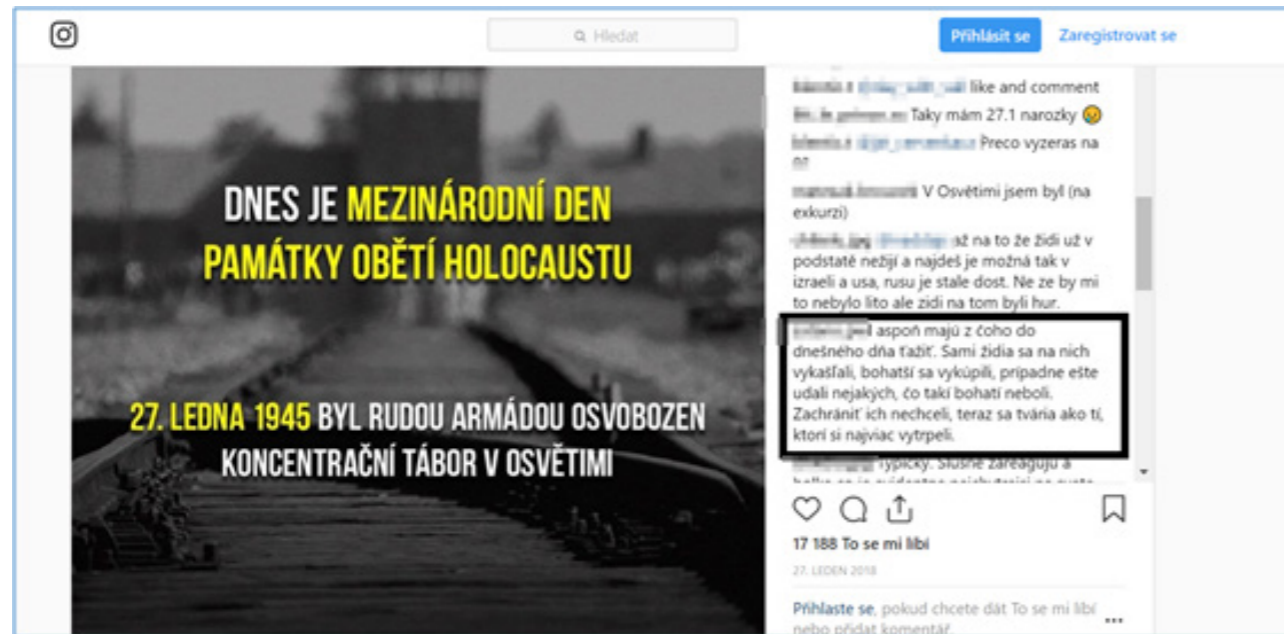 Hledat
Přihlásit se
Zaregistrovat se
DNES JE MEZINÁRODNÍ DEN
PAMÁTKY OBĚTÍ HOLOCAUSTU
27. LEDNA 1945 BYL RUDOU ARMÁDOU OSVOBOZEN
KONCENTRAČNÍ TÁBOR V OSVĚTIMI
like and comment
Taky mám 27.1 narozky 😢
Preco vyzeras na
V Osvětimi jsem byl (na
exkurzi)
až na to že židi už v
podstatě nežijí a najdeš je možná tak v
izraeli a usa, rusu je stale dost. Ne ze by mi
to nebylo lito ale zidi na tom byli hur.
aspoň majú z čoho do
dnešného dňa ťažiť. Sami židia sa na nich
vykašľali, bohatší sa vykúpili, prípadne ešte
udali nejakých, čo takí bohatí neboli.
Zachrániť ich nechceli, teraz sa tvária ako tí,
ktorí si najviac vytrpeli.
Typicky. Slusne zareaguju a
17 188 To se mi líbí
27. LEDEN 2018
Přihlaste se, pokud chcete dát To se mi líbí
nebo přidat komentář.